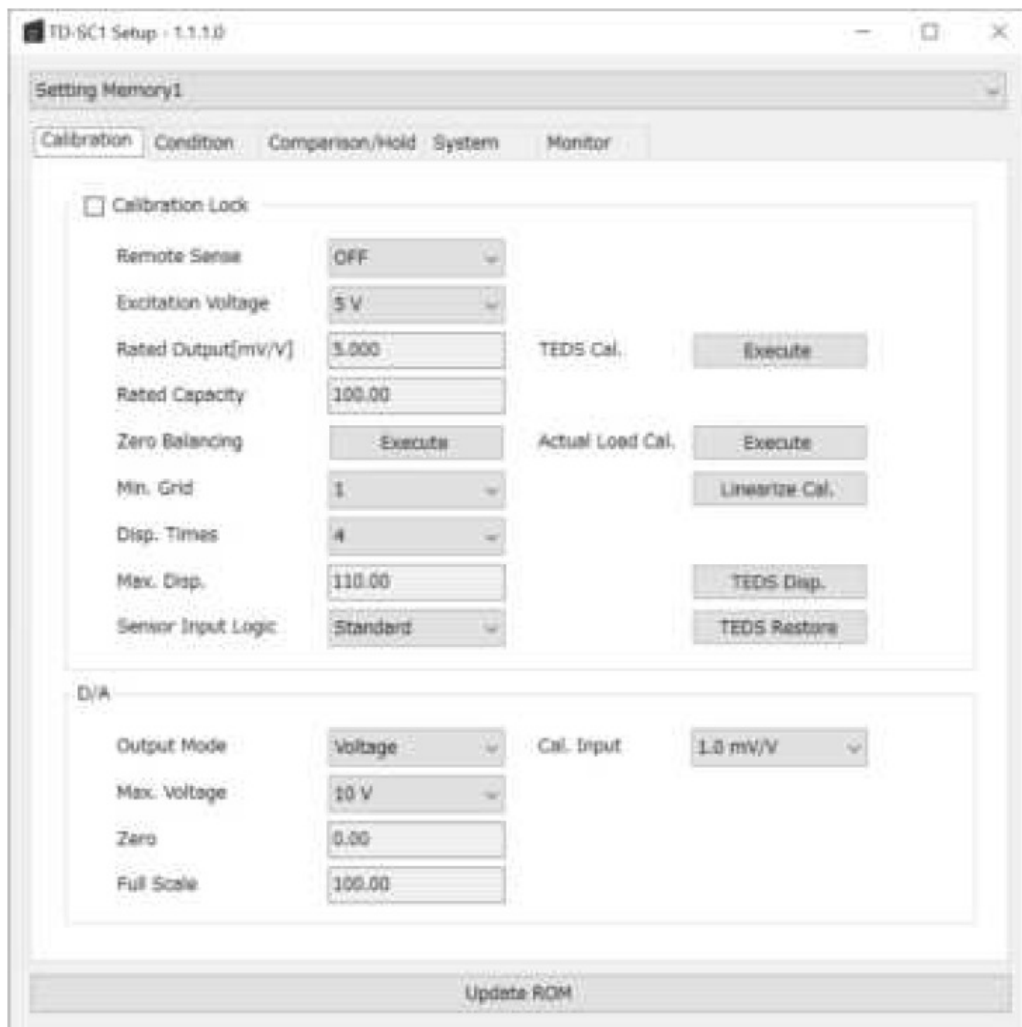 TD-SC1 Setup - 1.1.1.0
Setting Memory1
Calibration Condition Comparison/Hold System Monitor
Calibration Lock
Remote Sense OFF
Excitation Voltage 5 V
Rated Output[mV/V] 5.000 TEDS Cal. Execute
Rated Capacity 100.00
Zero Balancing Execute Actual Load Cal. Execute
Min. Grid 1 Linearize Cal.
Disp. Times 4
Max. Disp. 110.00 TEDS Disp.
Sensor Input Logic Standard TEDS Restore
D/A
Output Mode Voltage Cal. Input 1.0 mV/V
Max. Voltage 10 V
Zero 0.00
Full Scale 100.00
Update ROM